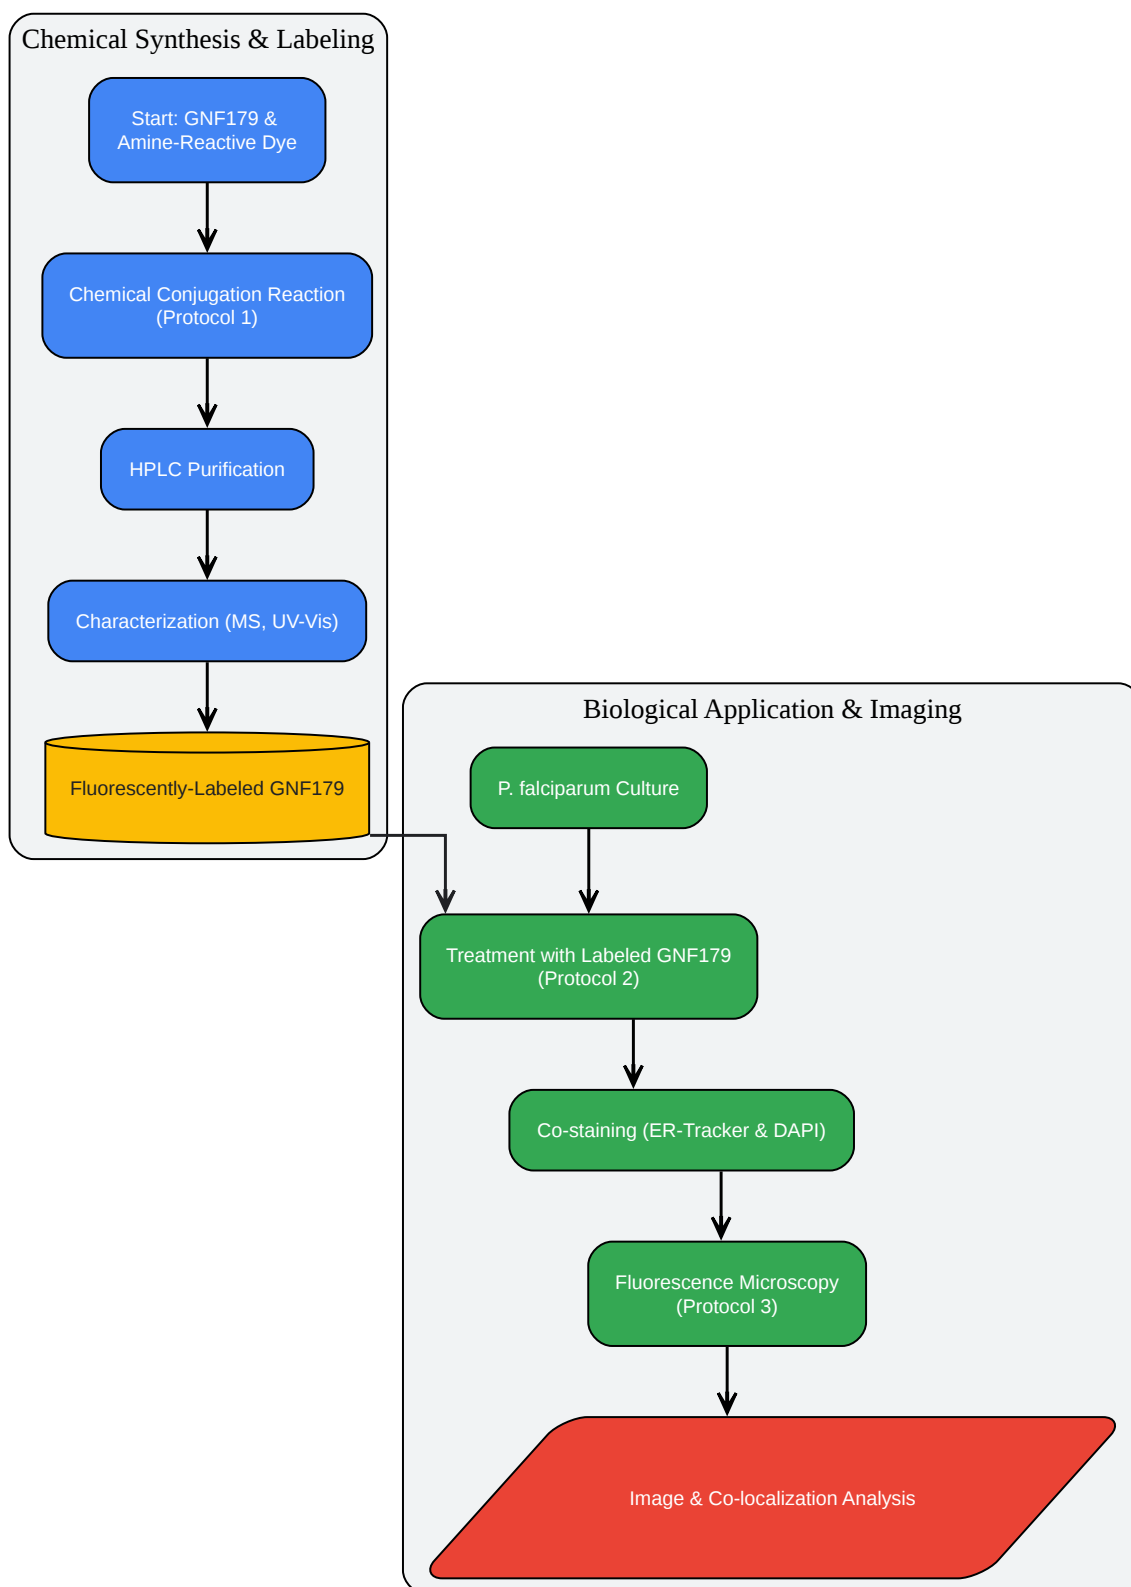 Chemical Synthesis & Labeling
Start: GNF179 &
Amine-Reactive Dye
Chemical Conjugation Reaction
(Protocol 1)
HPLC Purification
Characterization (MS, UV-Vis)
Fluorescently-Labeled GNF179
Biological Application & Imaging
P. falciparum Culture
Treatment with Labeled GNF179
(Protocol 2)
Co-staining (ER-Tracker & DAPI)
Fluorescence Microscopy
(Protocol 3)
Image & Co-localization Analysis